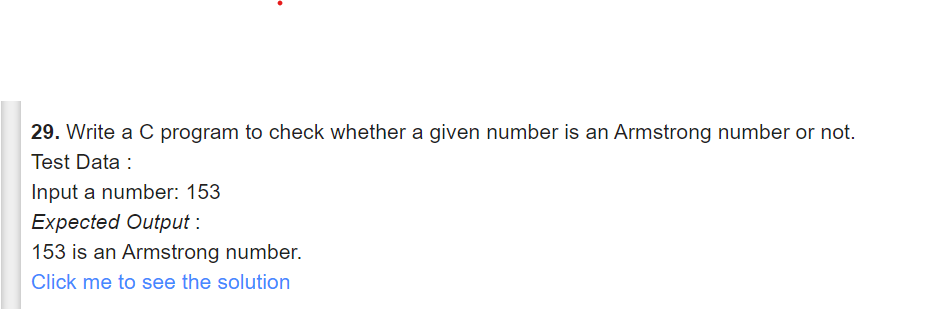 29. Write a C program to check whether a given number is an Armstrong number or not.
Test Data :
Input a number: 153
Expected Output :
153 is an Armstrong number.
Click me to see the solution